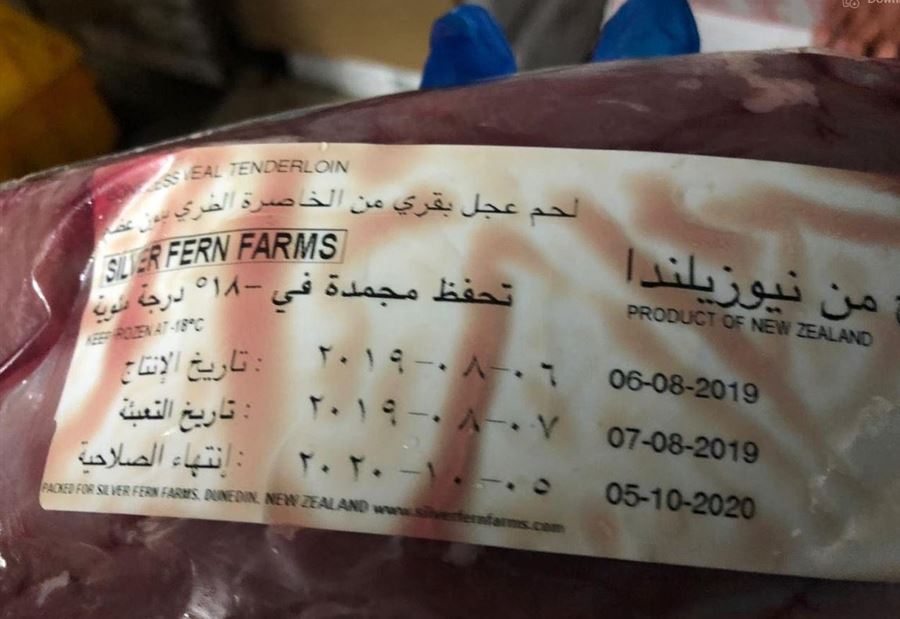 VEAL TENDERLOIN
لحم عجل بقري من الخاصرة الطري بدون
SILVER FERN FARMS
تحفظ مجمدة في -١٨° درجة مئوية
KEEP FROZEN AT -18°C
من نيوزيلندا
PRODUCT OF NEW ZEALAND
تاريخ الإنتاج : ٠٦-٠٨-٢٠١٩ 06-08-2019
تاريخ التعبئة : ٠٧-٠٨-٢٠١٩ 07-08-2019
إنتهاء الصلاحية : ٠٥-١٠-٢٠٢٠ 05-10-2020
PACKED FOR SILVER FERN FARMS, DUNEDIN, NEW ZEALAND www.silverfernfarms.com